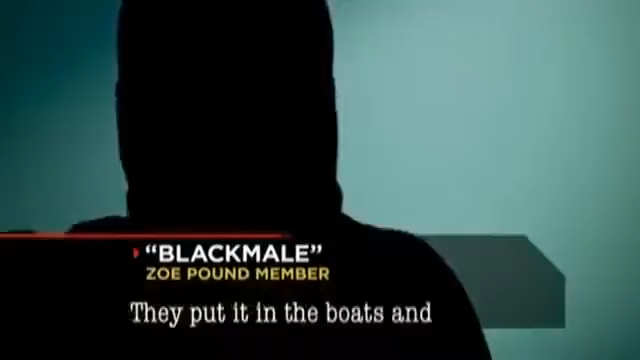 "BLACKMALE"
ZOE POUND MEMBER
They put it in the boats and